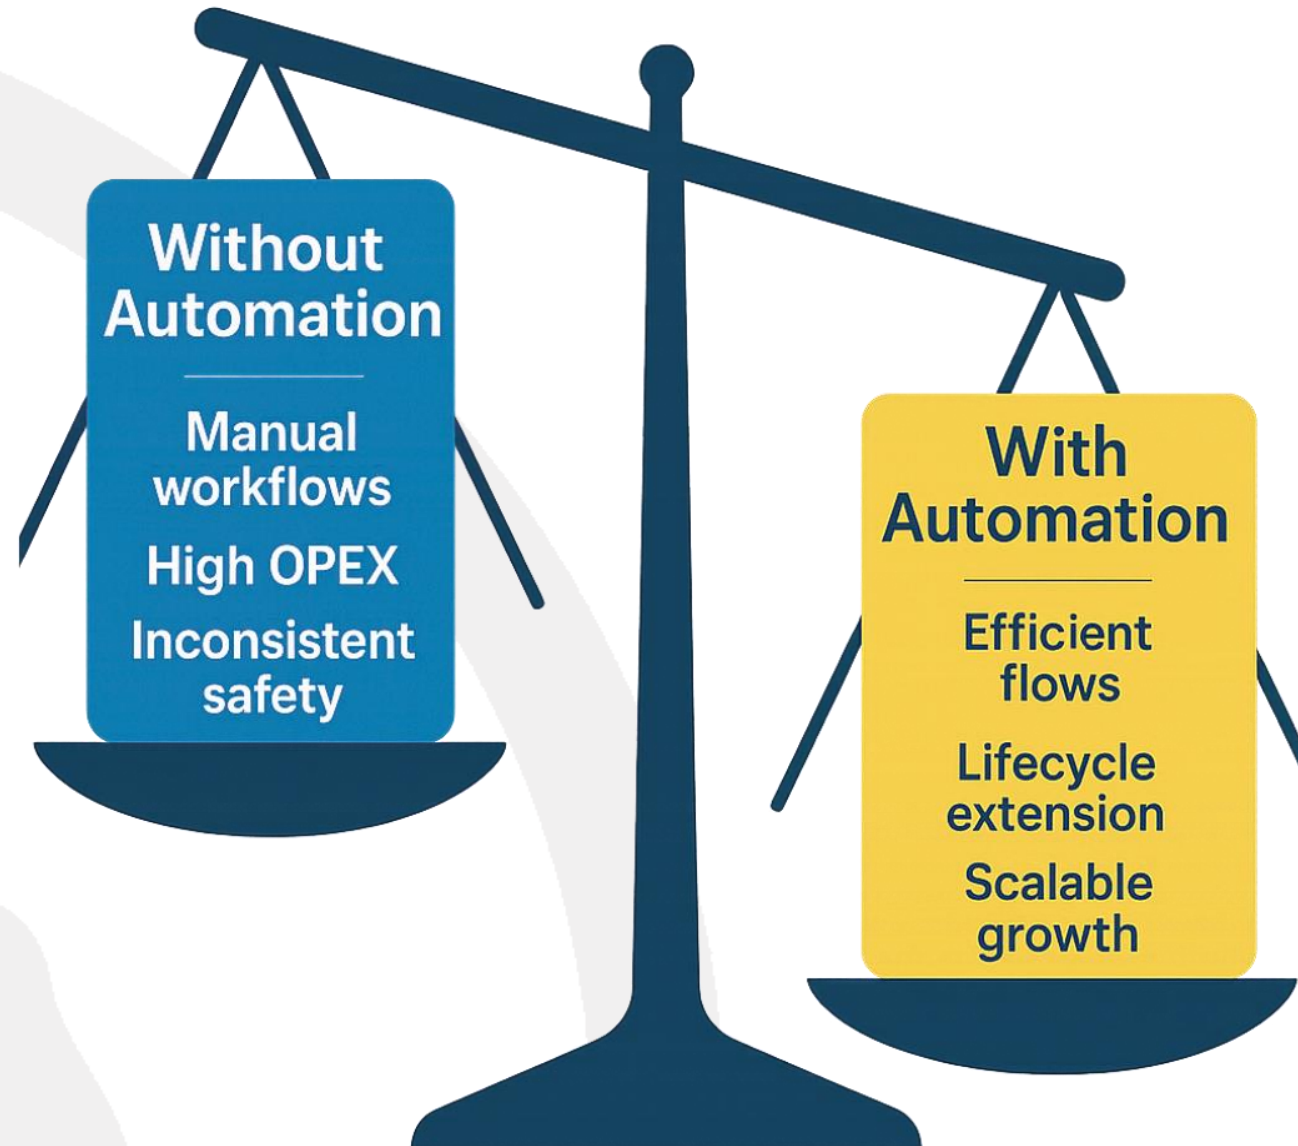 Without
Automation
Manual
workflows
High OPEX
Inconsistent
safety
With
Automation
Efficient
flows
Lifecycle
extension
Scalable
growth